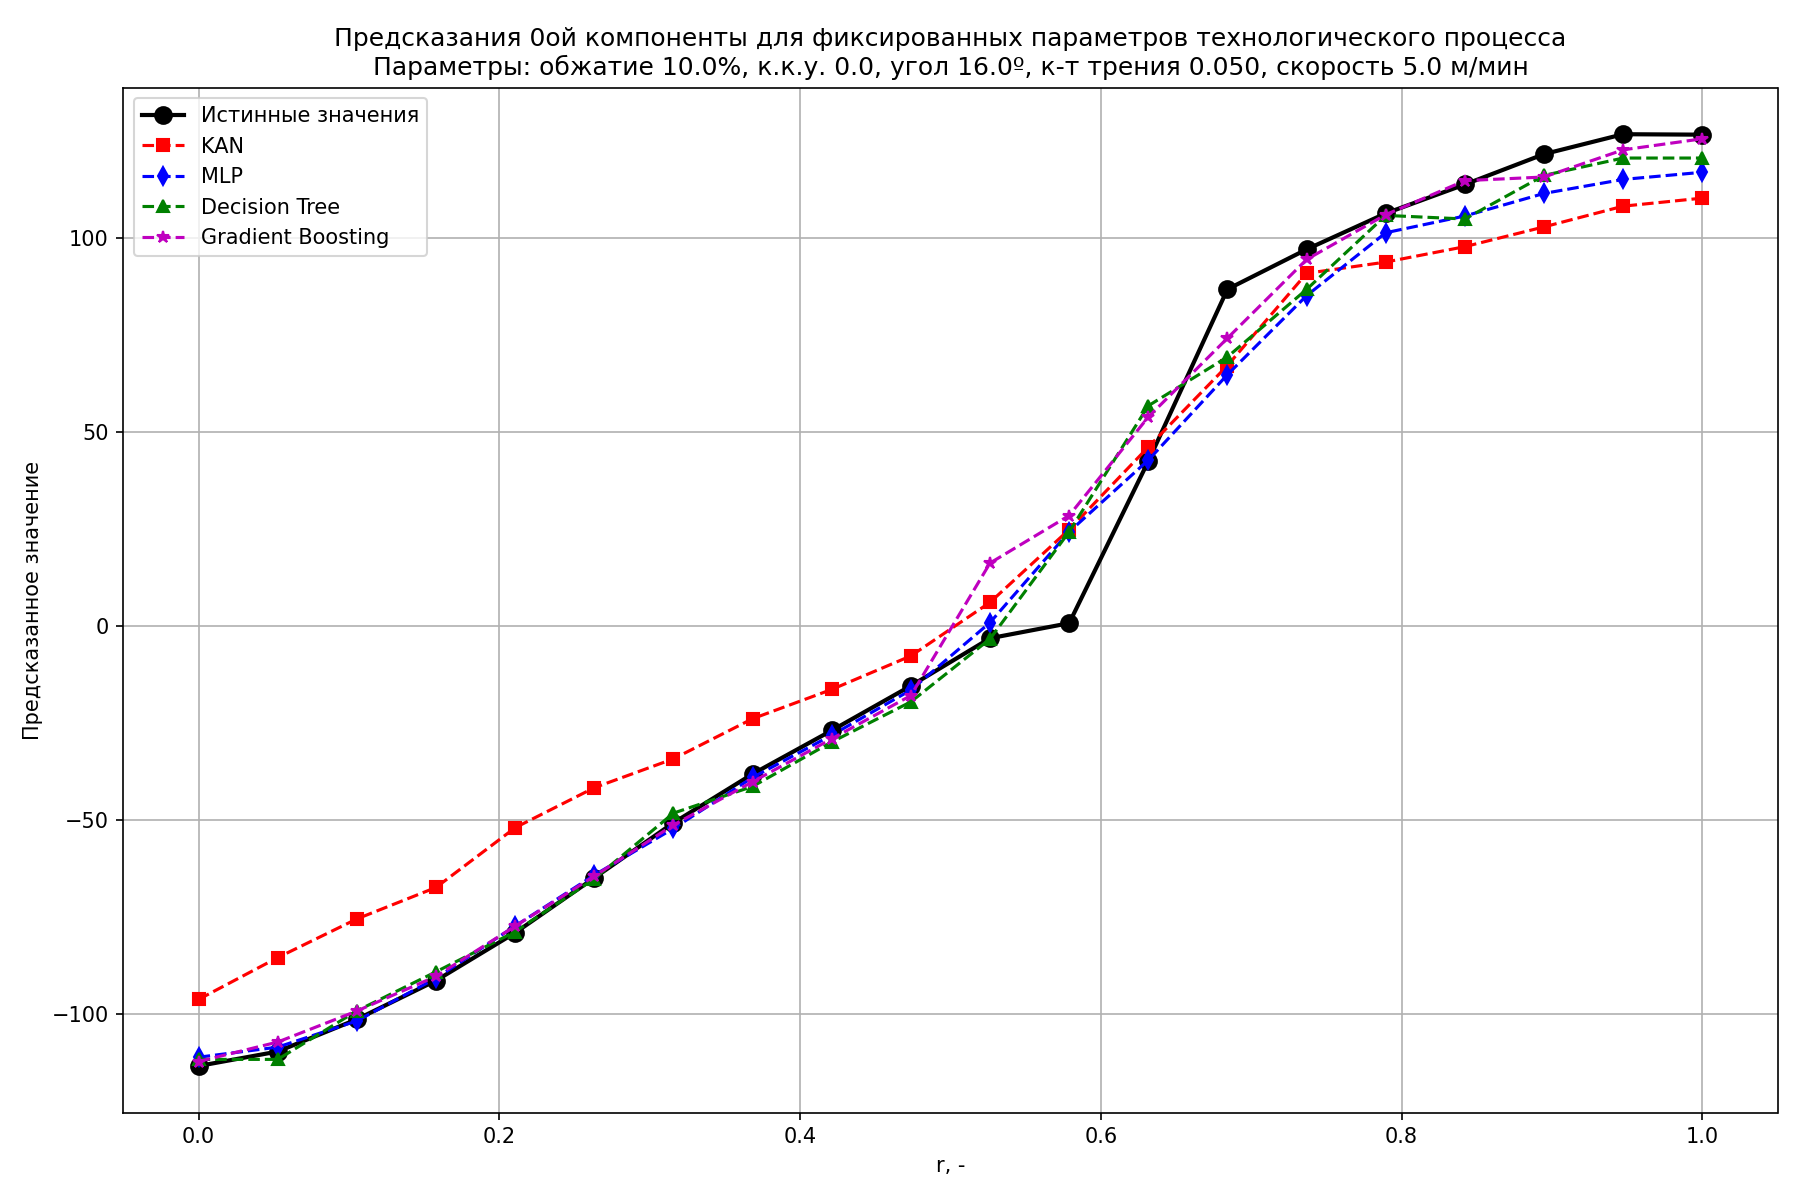 Предсказания 0ой компоненты для фиксированных параметров технологического процесса
Параметры: обжатие 10.0%, к.к.у. 0.0, угол 16.0º, к-т трения 0.050, скорость 5.0 м/мин
Истинные значения
KAN
MLP
Decision Tree
Gradient Boosting
Предсказанное значение
100
50
0
−50
−100
0.0 0.2 0.4 0.6 0.8 1.0
r, -